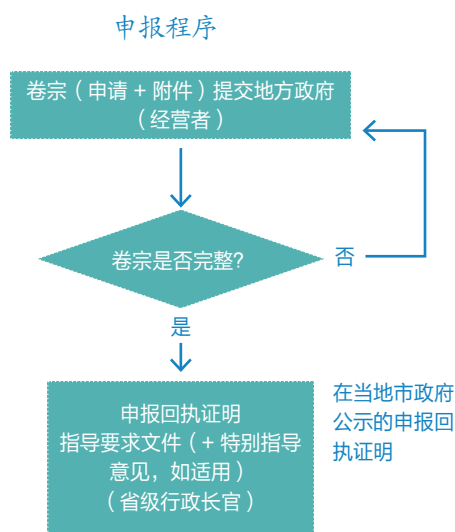 申报程序
卷宗（申请 + 附件）提交地方政府
（经营者）
卷宗是否完整?
否
是
申报回执证明
指导要求文件（+ 特别指导
意见，如适用）
（省级行政长官）
在当地市政府
公示的申报回
执证明